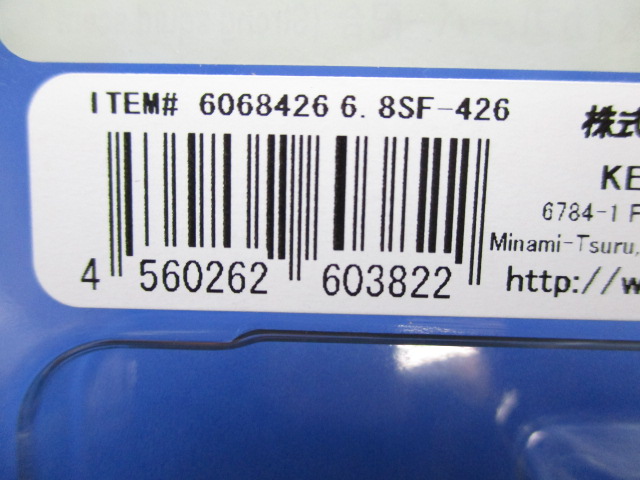 ITEM# 6068426 6.8SF-426
4 560262 603822
株式
KE
6784-1 F
Minami-Tsuru,
http://w